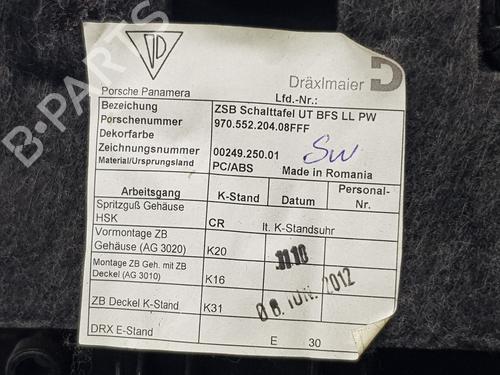 B-PARTS
Dräxlmaier D
Porsche Panamera
Lfd.-Nr.:
Bezeichung ZSB Schalttafel UT BFS LL PW
Porschenummer 970.552.204.08FFF
Dekorfarbe
Zeichnungsnummer 00249.250.01 SW
Material/Ursprungsland PC/ABS Made in Romania
Arbeitsgang K-Stand Datum Personal-Nr.
Spritzguß Gehäuse HSK CR lt. K-Standsuhr
Vormontage ZB Gehäuse (AG 3020) K20
Montage ZB Geh. mit ZB Deckel (AG 3010) K16
ZB Deckel K-Stand K31
06. JUN. 2012
DRX E-Stand E 30